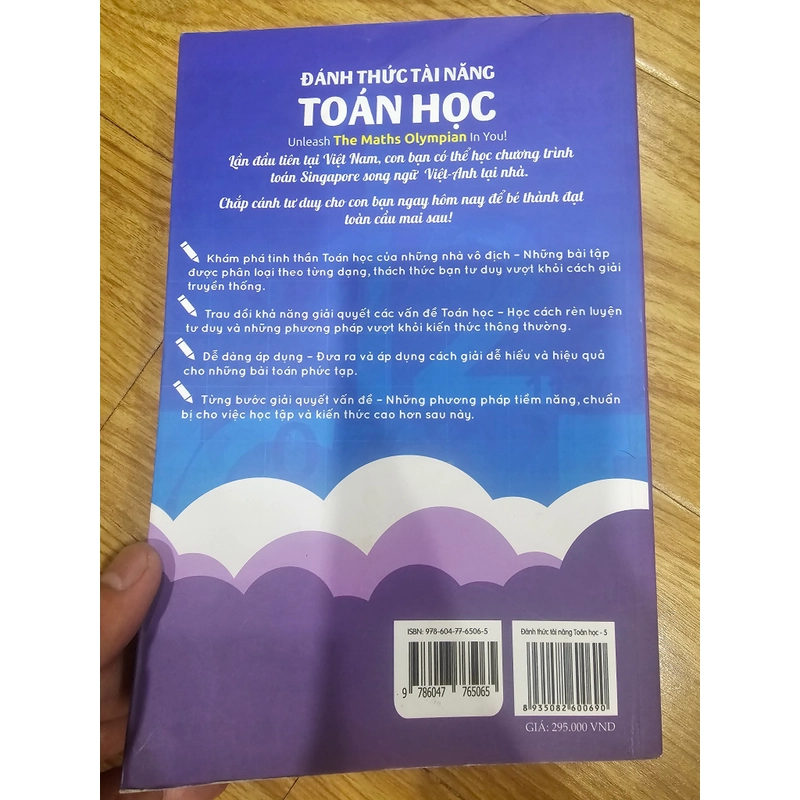 ĐÁNH THỨC TÀI NĂNG
TOÁN HỌC
Unleash The Maths Olympian In You!
Lần đầu tiên tại Việt Nam, con bạn có thể học chương trình
toán Singapore song ngữ Việt-Anh tại nhà.
Chắp cánh tư duy cho con bạn ngay hôm nay để bé thành đạt
toàn cầu mai sau!
Khám phá tinh thần Toán học của những nhà vô địch – Những bài tập
được phân loại theo từng dạng, thách thức bạn tư duy vượt khỏi cách giải
truyền thống.
Trau dồi khả năng giải quyết các vấn đề Toán học – Học cách rèn luyện
tư duy và những phương pháp vượt khỏi kiến thức thông thường.
Dễ dàng áp dụng – Đưa ra và áp dụng cách giải dễ hiểu và hiệu quả
cho những bài toán phức tạp.
Từng bước giải quyết vấn đề – Những phương pháp tiềm năng, chuẩn
bị cho việc học tập và kiến thức cao hơn sau này.
ISBN: 978-604-77-6506-5
9 786047 765065
Đánh thức tài năng Toán học - 5
8 935082 600690
GIÁ: 295.000 VND